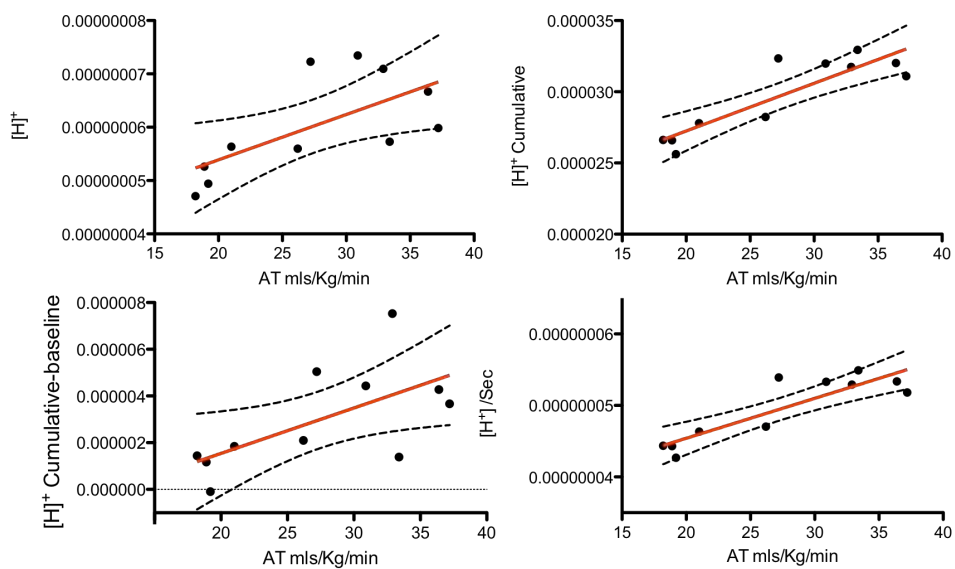 0.00000008
0.00000007
0.00000006
0.00000005
0.00000004
[H]⁺
15 20 25 30 35 40
AT mls/Kg/min
0.000035
0.000030
0.000025
0.000020
[H]⁺ Cumulative
15 20 25 30 35 40
AT mls/Kg/min
0.000008
0.000006
0.000004
0.000002
0.000000
[H]⁺ Cumulative-baseline
20 25 30 35 40
AT mls/Kg/min
0.00000006
0.00000005
0.00000004
[H⁺]/Sec
15 20 25 30 35 40
AT mls/Kg/min